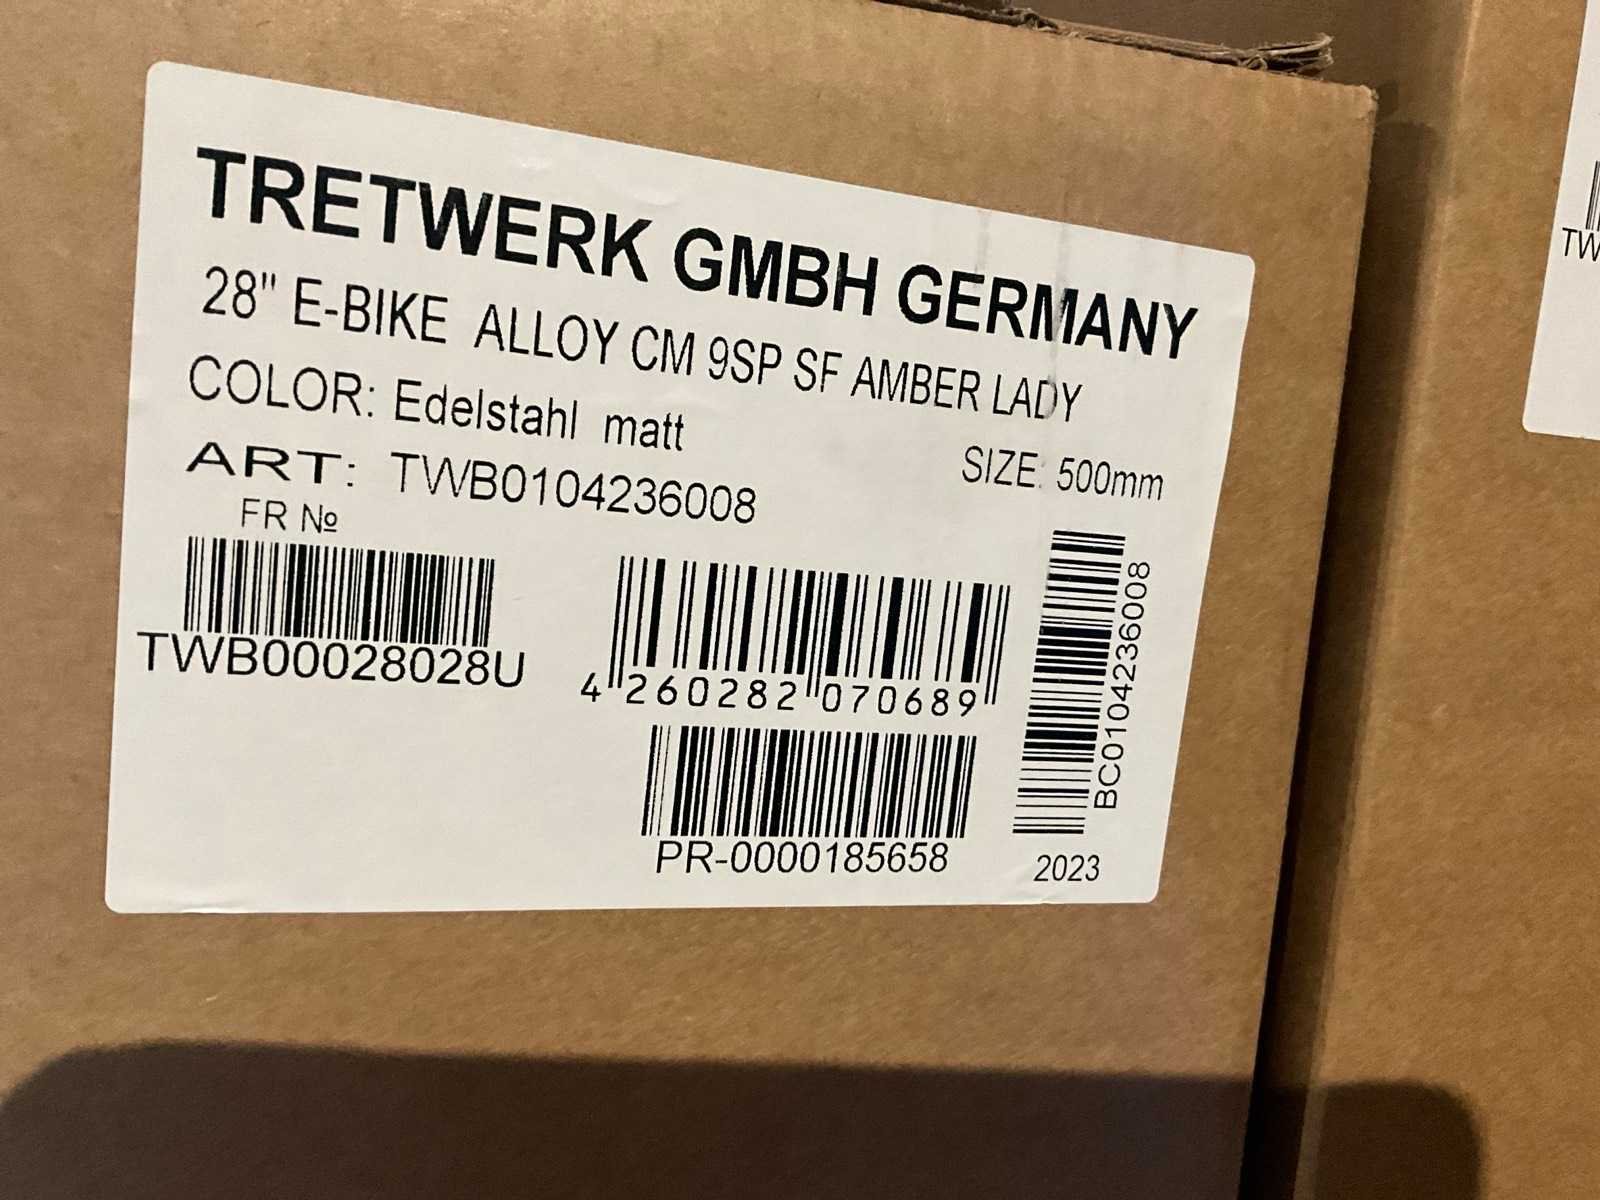 TRETWERK GMBH GERMANY
28" E-BIKE ALLOY CM 9SP SF AMBER LADY
COLOR: Edelstahl matt
SIZE: 500mm
ART: TWB0104236008
FR №
TWB00028028U
4 260282 070689
BC0104236008
PR-0000185658
2023
TW